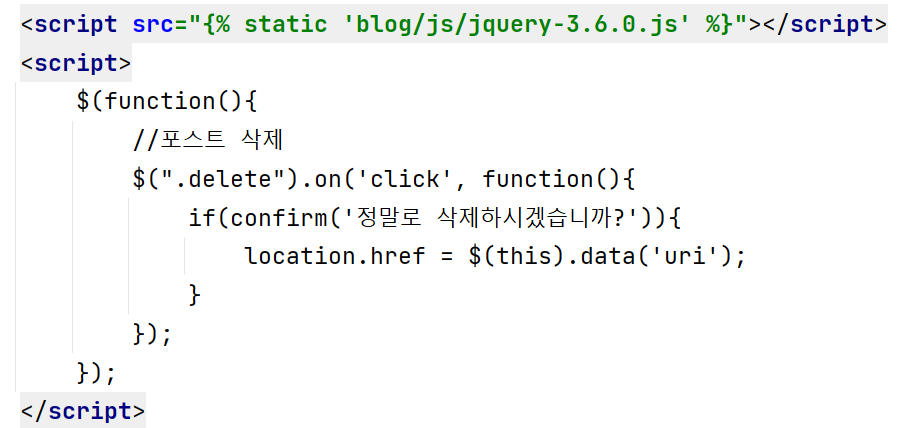 <script src="{% static 'blog/js/jquery-3.6.0.js' %}"></script>
<script>
    $(function(){
        //포스트 삭제
        $(".delete").on('click', function(){
            if(confirm('정말로 삭제하시겠습니까?')){
                location.href = $(this).data('uri');
            }
        });
    });
</script>